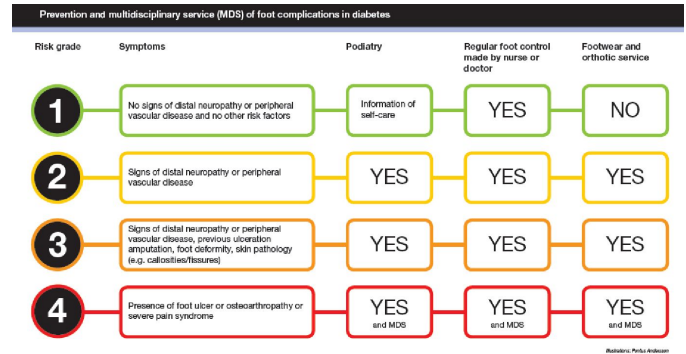 Prevention and multidisciplinary service (MDS) of foot complications in diabetes
Risk grade
Symptoms
Podiatry
Regular foot control
made by nurse or
doctor
Footwear and
orthotic service
1
No signs of distal neuropathy or peripheral
vascular disease and no other risk factors
Information of
self-care
YES
NO
2
Signs of distal neuropathy or peripheral
vascular disease
YES
YES
YES
3
Signs of distal neuropathy or peripheral
vascular disease, previous ulceration
amputation, foot deformity, skin pathology
(e.g. callosities/fissures)
YES
YES
YES
4
Presence of foot ulcer or osteoarthropathy or
severe pain syndrome
YES
and MDS
YES
and MDS
YES
and MDS
Illustrations: Pontus Andersson